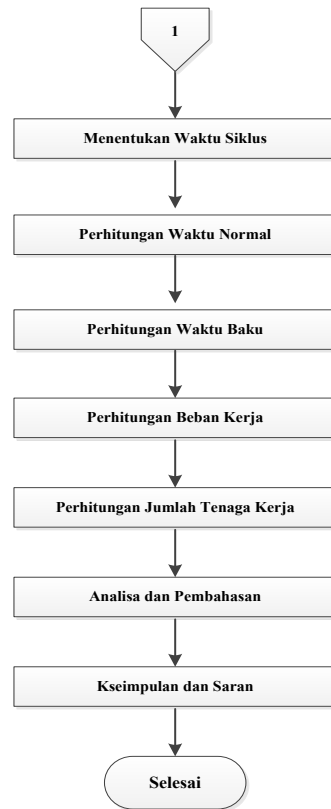 1
Menentukan Waktu Siklus
Perhitungan Waktu Normal
Perhitungan Waktu Baku
Perhitungan Beban Kerja
Perhitungan Jumlah Tenaga Kerja
Analisa dan Pembahasan
Kseimpulan dan Saran
Selesai